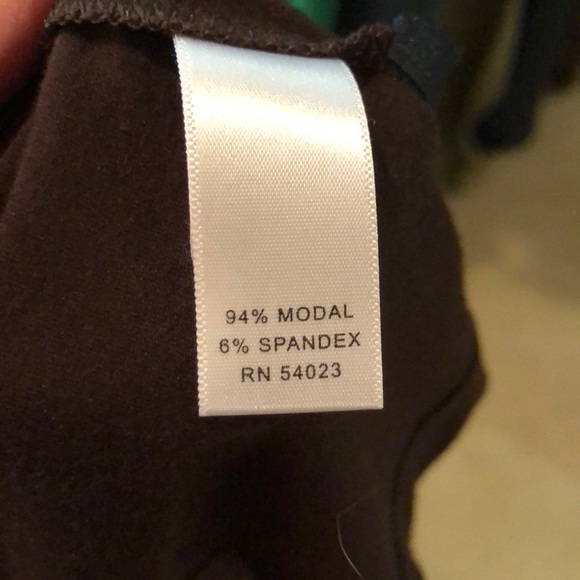 94% MODAL
6% SPANDEX
RN 54023